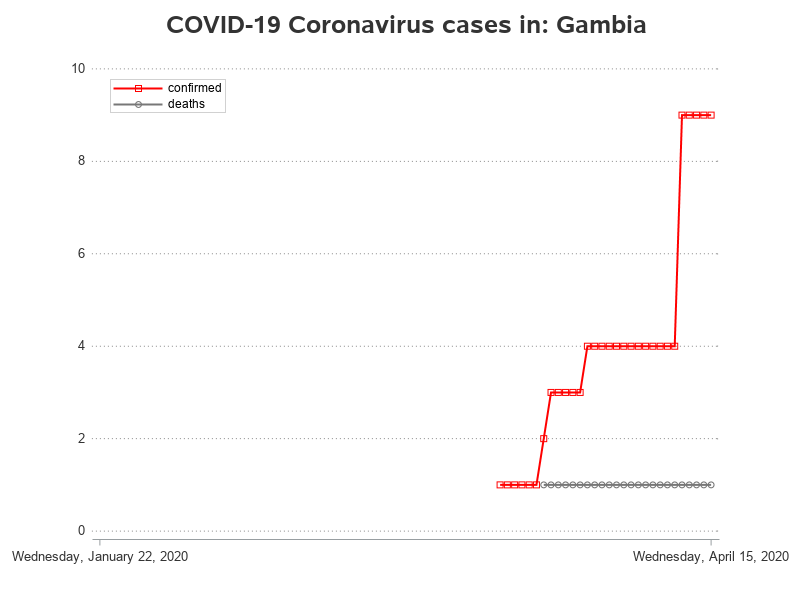 COVID-19 Coronavirus cases in: Gambia
10
confirmed
deaths
8
6
4
2
0
Wednesday, January 22, 2020
Wednesday, April 15, 2020